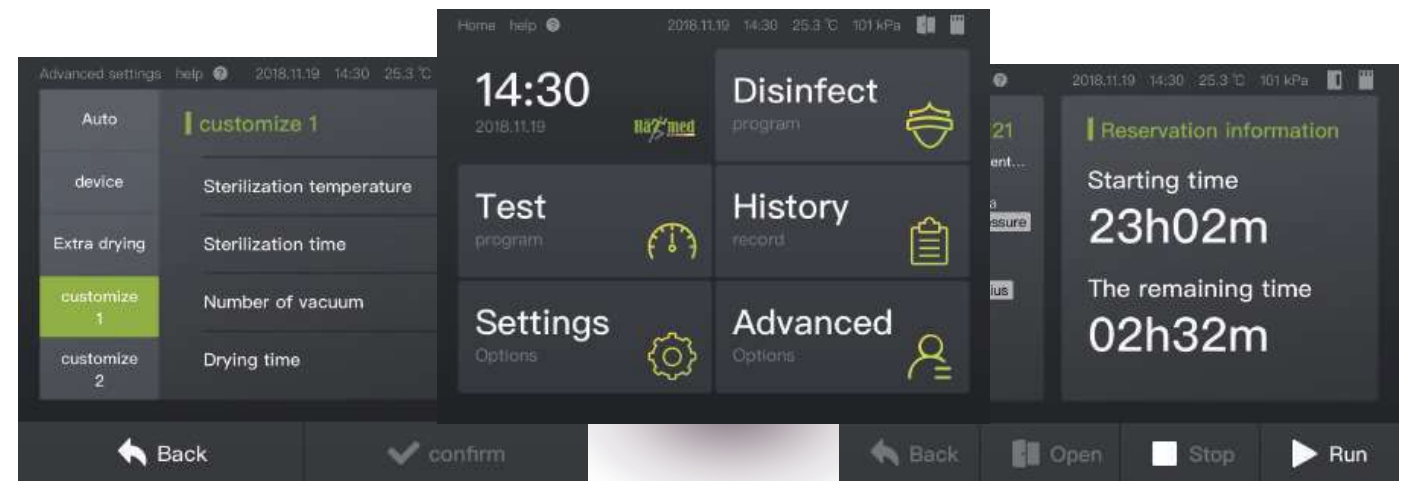 Advanced settings help ? 2018.11.19 14:30 25.3 °C
Auto
device
Extra drying
customize
1
customize
2
customize 1
Sterilization temperature
Sterilization time
Number of vacuum
Drying time
Back
confirm
Home help ? 2018.11.19 14:30 25.3 °C 101 kPa
14:30
2018.11.19
med
Disinfect
program
Test
program
History
record
Settings
Options
Advanced
Options
? 2018.11.19 14:30 25.3 °C 101 kPa
21
ent...
a
ssure
ius
Reservation information
Starting time
23h02m
The remaining time
02h32m
Back
Open
Stop
Run